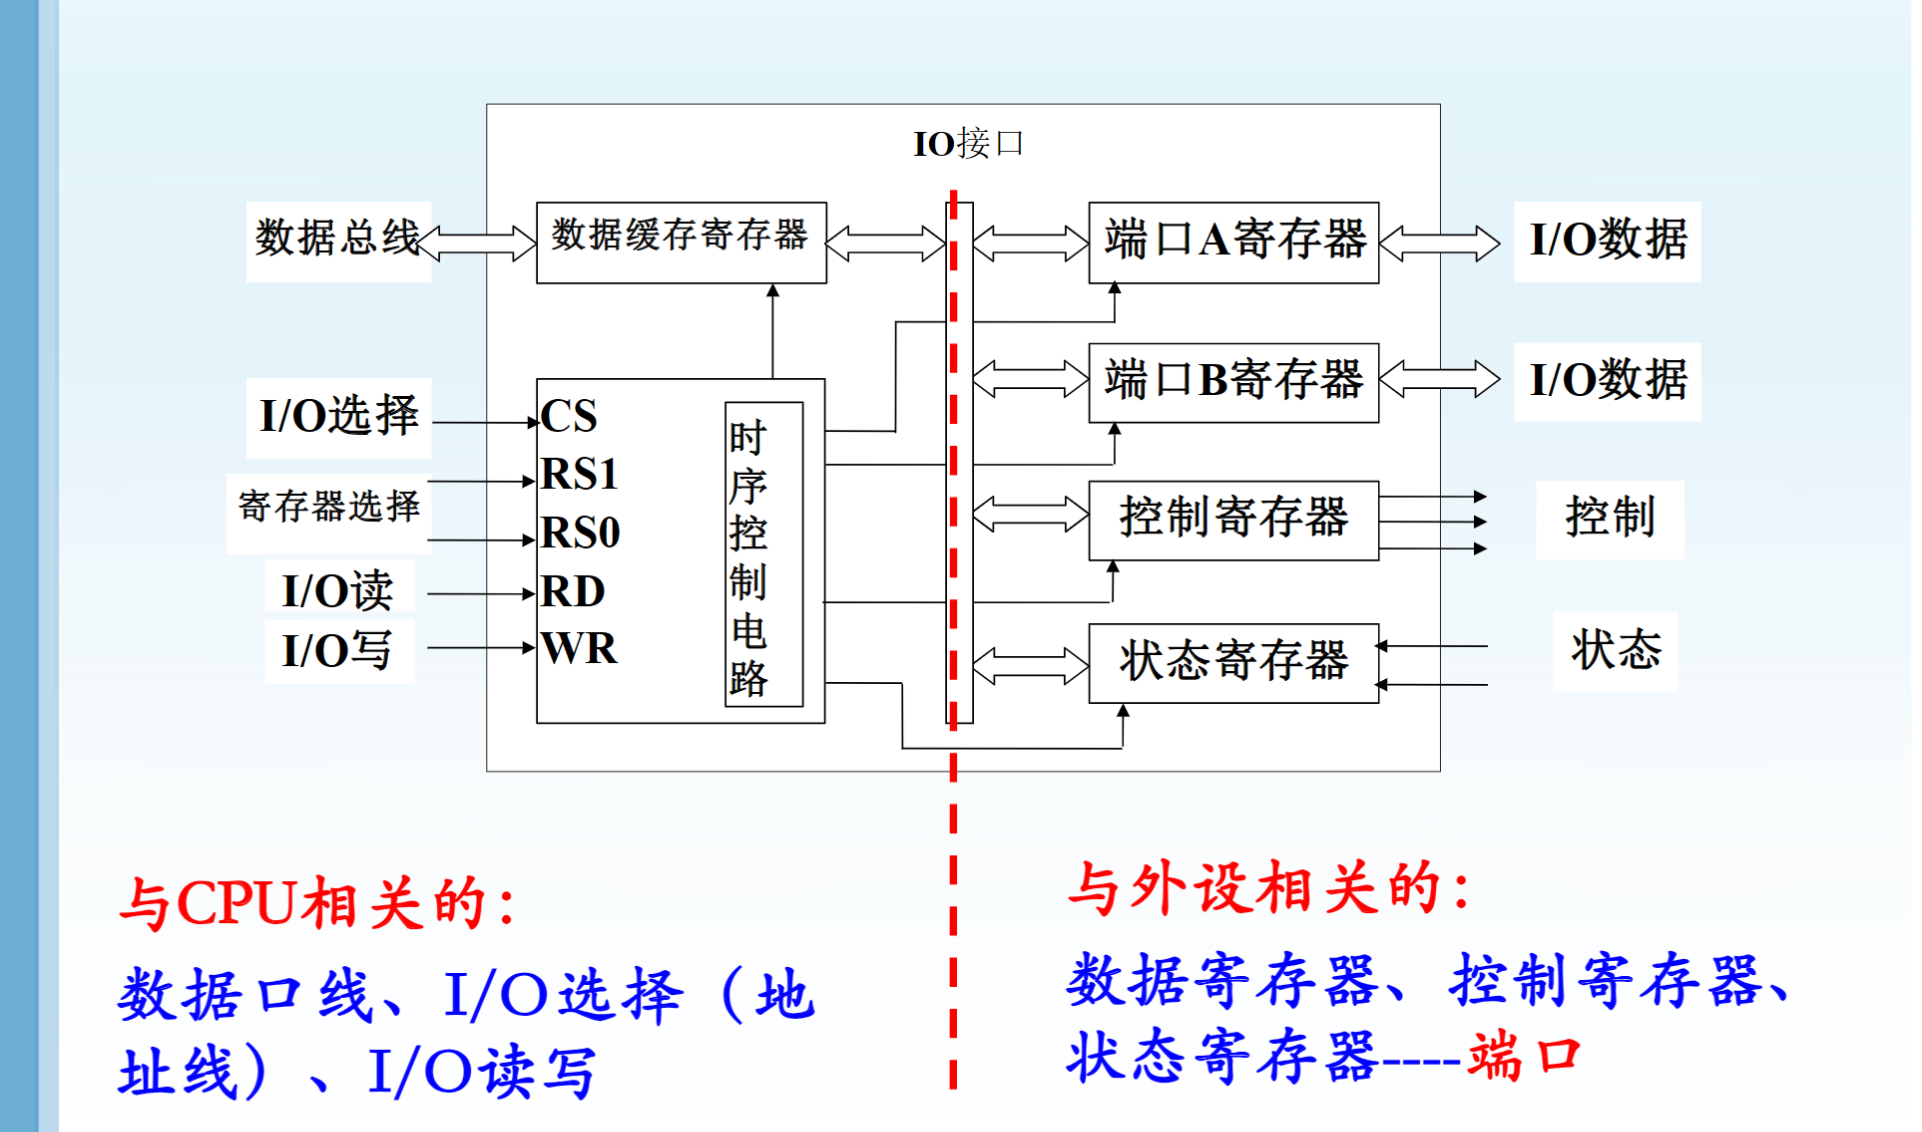 IO接口
数据总线
数据缓存寄存器
端口A寄存器
I/O数据
端口B寄存器
I/O数据
I/O选择
寄存器选择
I/O读
I/O写
CS
RS1
RS0
RD
WR
时序控制电路
控制寄存器
控制
状态寄存器
状态
与CPU相关的：
数据口线、I/O选择（地
址线）、I/O读写
与外设相关的：
数据寄存器、控制寄存器、
状态寄存器----端口